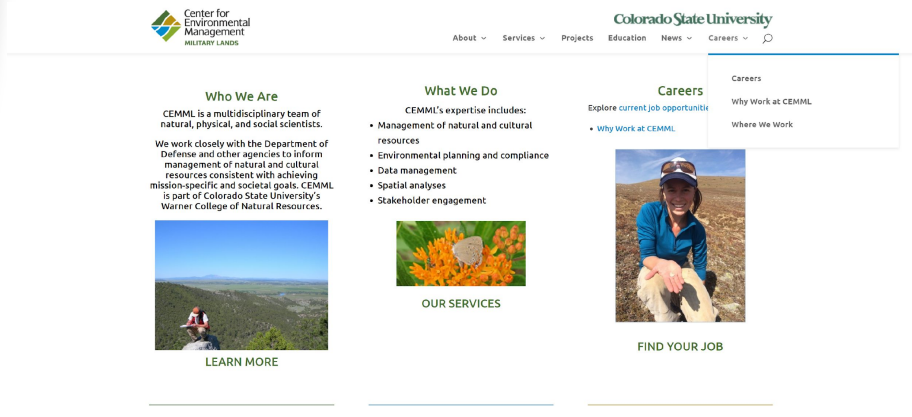 Center for
Environmental
Management
MILITARY LANDS
Colorado State University
About
Services
Projects
Education
News
Careers
Careers
Why Work at CEMML
Where We Work
Who We Are
CEMML is a multidisciplinary team of
natural, physical, and social scientists.
We work closely with the Department of
Defense and other agencies to inform
management of natural and cultural
resources consistent with achieving
mission-specific and societal goals. CEMML
is part of Colorado State University's
Warner College of Natural Resources.
LEARN MORE
What We Do
CEMML's expertise includes:
• Management of natural and cultural
resources
• Environmental planning and compliance
• Data management
• Spatial analyses
• Stakeholder engagement
OUR SERVICES
Careers
Explore current job opportunitie
• Why Work at CEMML
FIND YOUR JOB